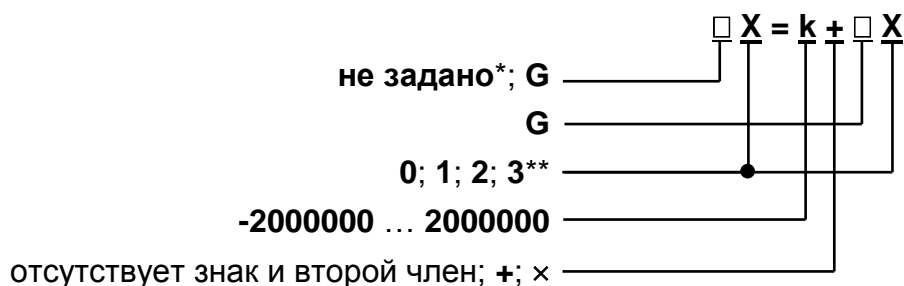 □ X = k + □ X
не задано*; G
G
0; 1; 2; 3**
-2000000 … 2000000
отсутствует знак и второй член; +; ×